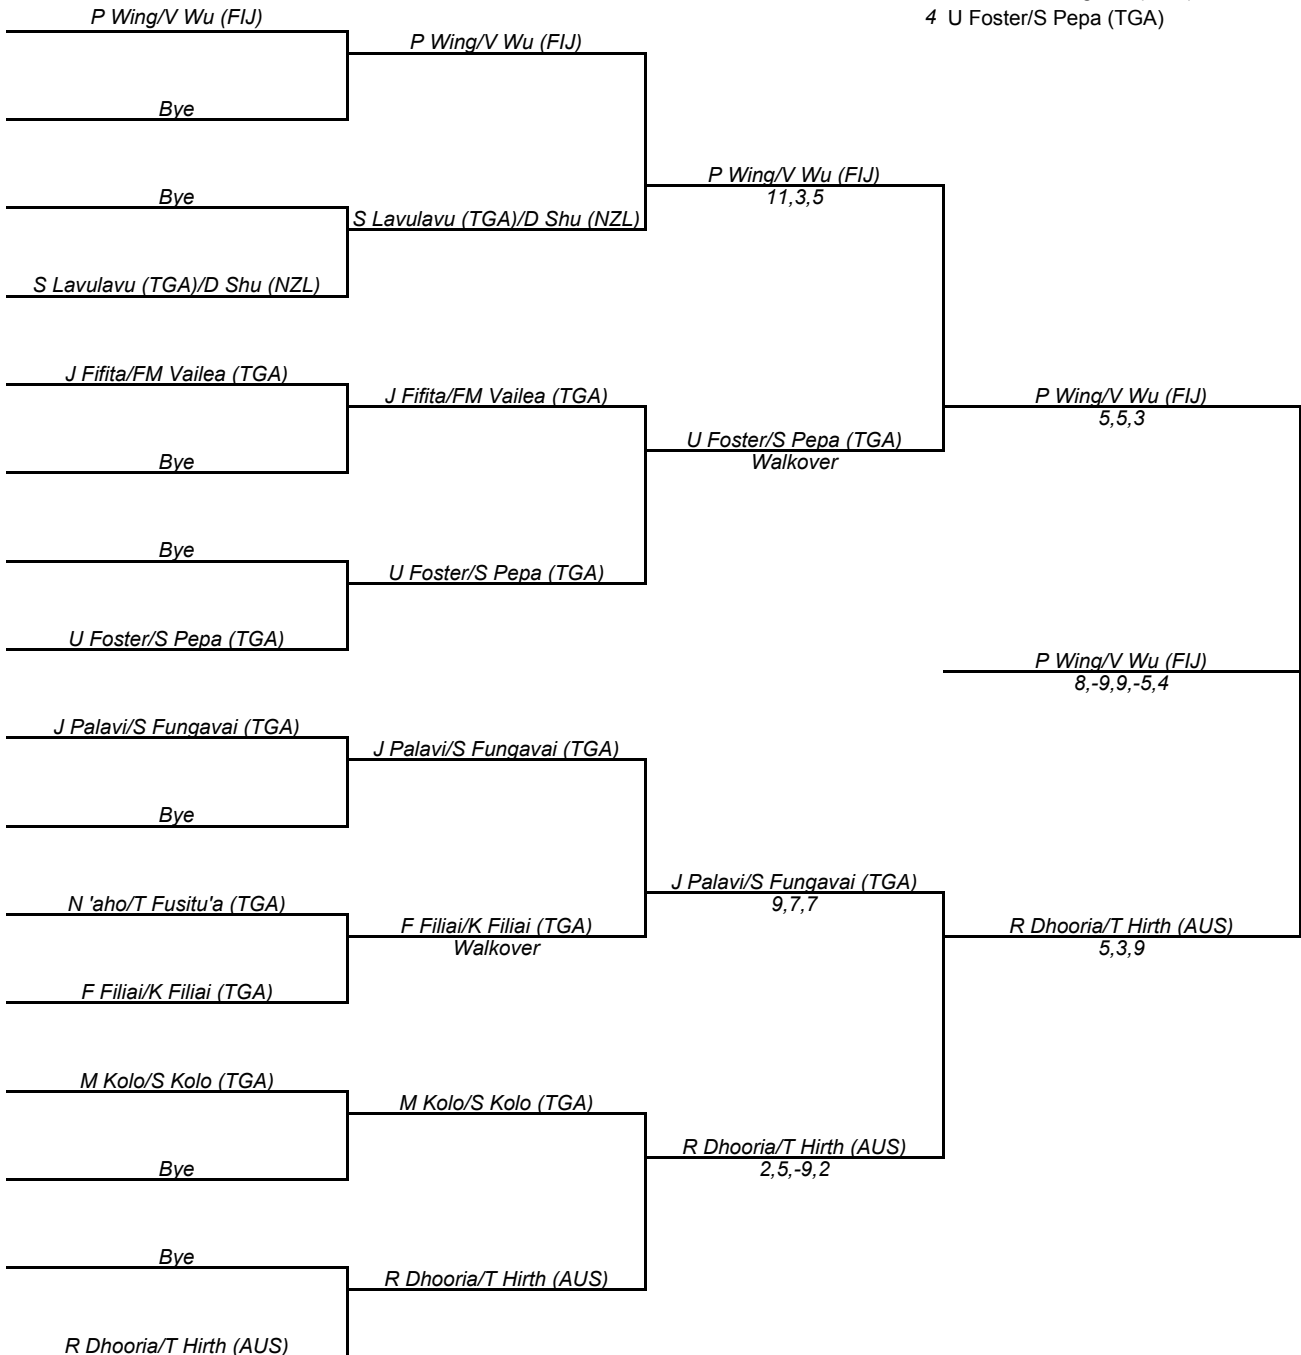 P Wing/V Wu (FIJ)
4 U Foster/S Pepa (TGA)
P Wing/V Wu (FIJ)
Bye
P Wing/V Wu (FIJ)
11,3,5
Bye
S Lavulavu (TGA)/D Shu (NZL)
S Lavulavu (TGA)/D Shu (NZL)
J Fifita/FM Vailea (TGA)
J Fifita/FM Vailea (TGA)
P Wing/V Wu (FIJ)
5,5,3
U Foster/S Pepa (TGA)
Walkover
Bye
Bye
U Foster/S Pepa (TGA)
U Foster/S Pepa (TGA)
P Wing/V Wu (FIJ)
8,-9,9,-5,4
J Palavi/S Fungavai (TGA)
J Palavi/S Fungavai (TGA)
Bye
J Palavi/S Fungavai (TGA)
9,7,7
N 'aho/T Fusitu'a (TGA)
F Filiai/K Filiai (TGA)
Walkover
R Dhooria/T Hirth (AUS)
5,3,9
F Filiai/K Filiai (TGA)
M Kolo/S Kolo (TGA)
M Kolo/S Kolo (TGA)
R Dhooria/T Hirth (AUS)
2,5,-9,2
Bye
Bye
R Dhooria/T Hirth (AUS)
R Dhooria/T Hirth (AUS)